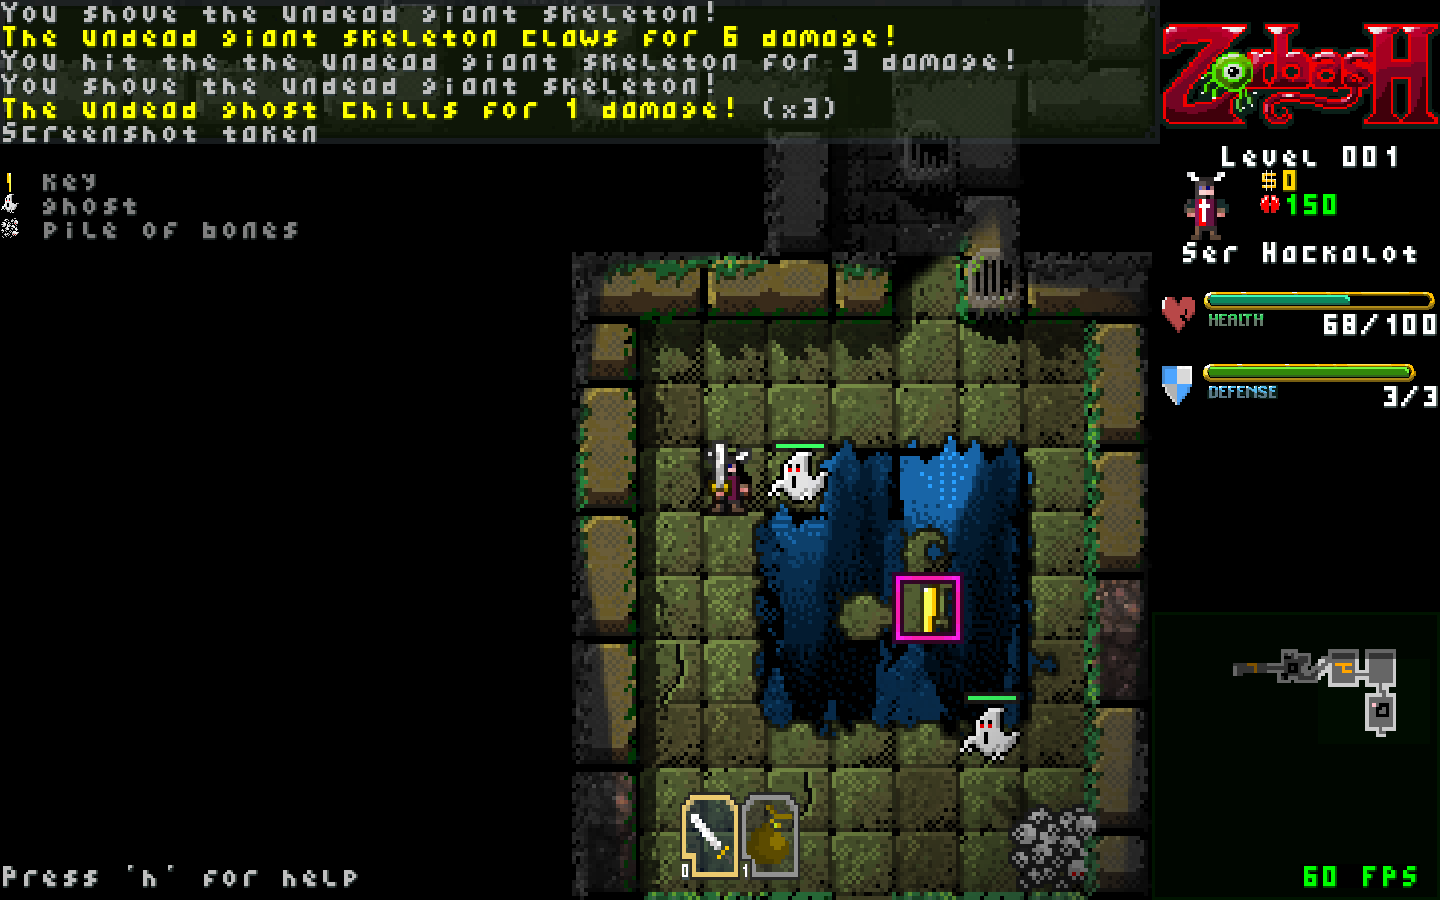 You shove the undead giant skeleton!
The undead giant skeleton claws for 6 damage!
You hit the the undead giant skeleton for 3 damage!
You shove the undead giant skeleton!
The undead ghost chills for 1 damage! (x3)
Screenshot taken
key
ghost
pile of bones
ZorbasH
Level 001
$0
150
Ser Hackalot
HEALTH
68/100
DEFENSE
3/3
0
1
Press 'h' for help
60 FPS